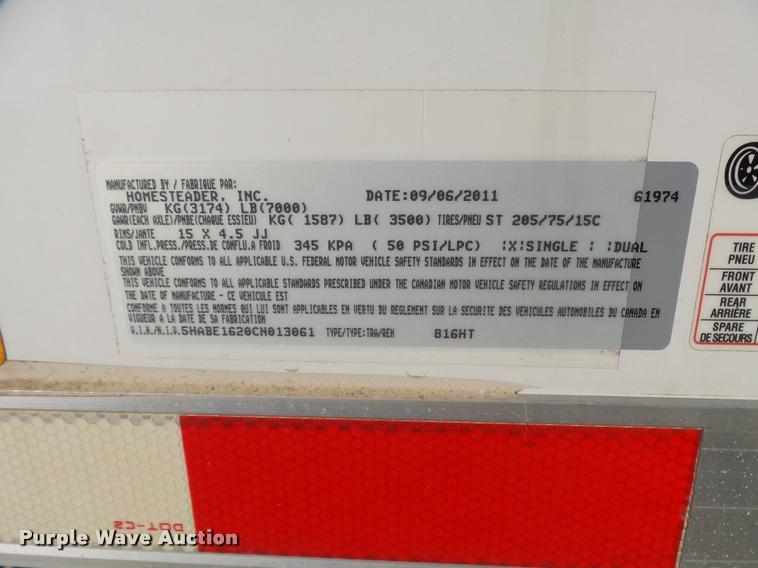 MANUFACTURED BY / FABRIQUE PAR:
HOMESTEADER, INC. DATE:09/06/2011 61974
GVWR/PNBV KG(3174) LB(7000)
GAWR(EACH AXLE)/PNBE(CHAQUE ESSIEU) KG( 1587) LB( 3500) TIRES/PNEU ST 205/75/15C
RIMS/JANTE 15 X 4.5 JJ
COLD INFL.PRESS./PRESS.DE CONFL.A FROID 345 KPA ( 50 PSI/LPC) :X:SINGLE : :DUAL
THIS VEHICLE CONFORMS TO ALL APPLICABLE U.S. FEDERAL MOTOR VEHICLE SAFETY STANDARDS IN EFFECT ON THE DATE OF THE MANUFACTURE
SHOWN ABOVE
THIS VEHICLE CONFORMS TO ALL APPLICABLE STANDARDS PRESCRIBED UNDER THE CANADIAN MOTOR VEHICLE SAFETY REGULATIONS IN EFFECT ON
THE DATE OF MANUFACTURE - CE VEHICULE EST
CONFORME A TOUTES LES NORMES QUI LUI SONT APPLICABLES EN VERTU DU REGLEMENT SUR LA SECURITE DES VEHICULES AUTOMOBILES DU CANADA EN
VIGUEUR A LA DATE DE SA FABRICATION
V.I.N./N.I.V.5HABE1620CN013061 TYPE/TYPE:TRA/REM 816HT
TIRE
PNEU
FRONT
AVANT
REAR
ARRIÈRE
SPARE
DE SECOURS
DOT-C2
Purple Wave Auction